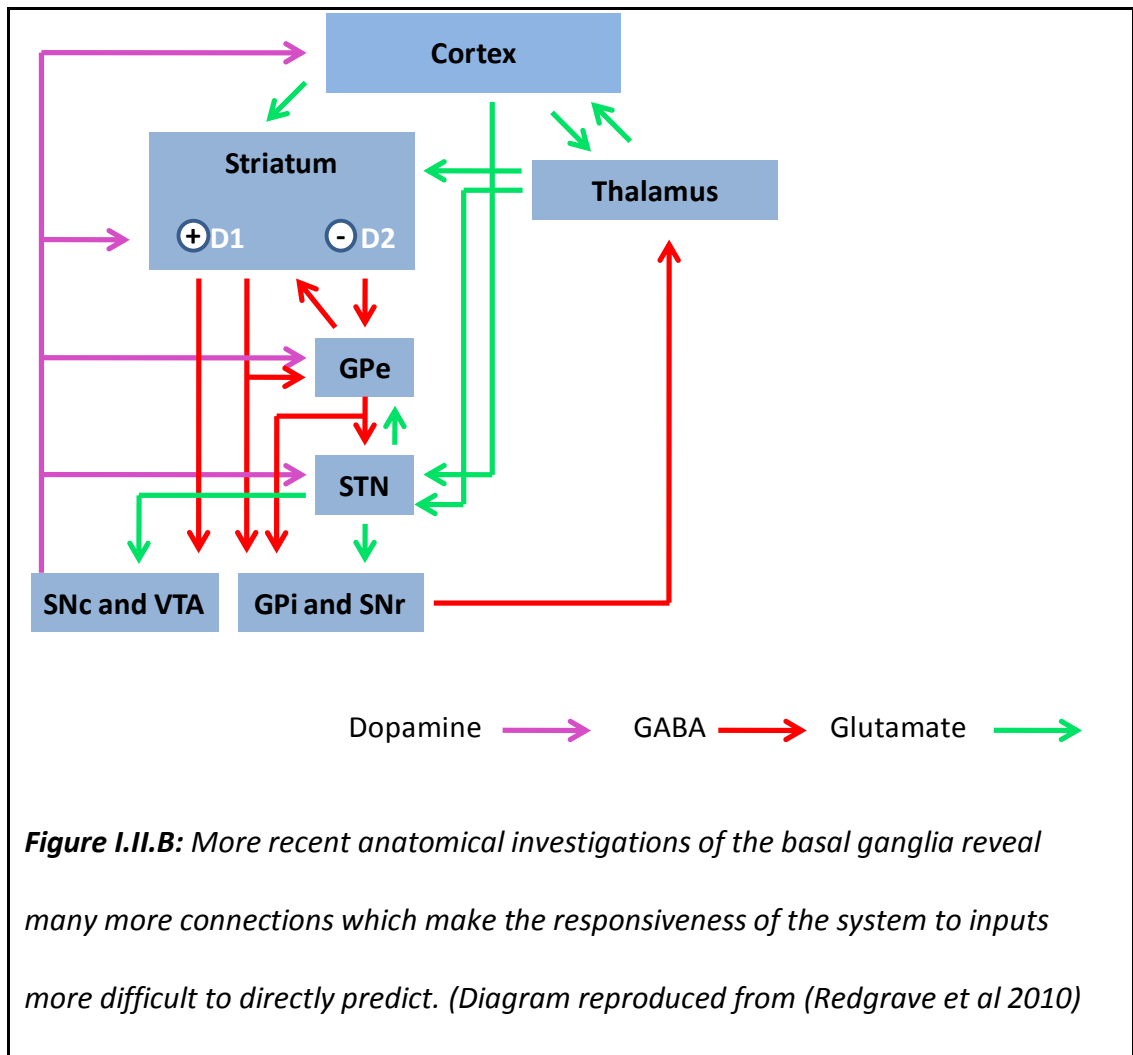 Cortex
Striatum
Thalamus
+ D1
- D2
GPe
STN
SNc and VTA
GPi and SNr
Dopamine
GABA
Glutamate
Figure I.II.B: More recent anatomical investigations of the basal ganglia reveal
many more connections which make the responsiveness of the system to inputs
more difficult to directly predict. (Diagram reproduced from (Redgrave et al 2010)